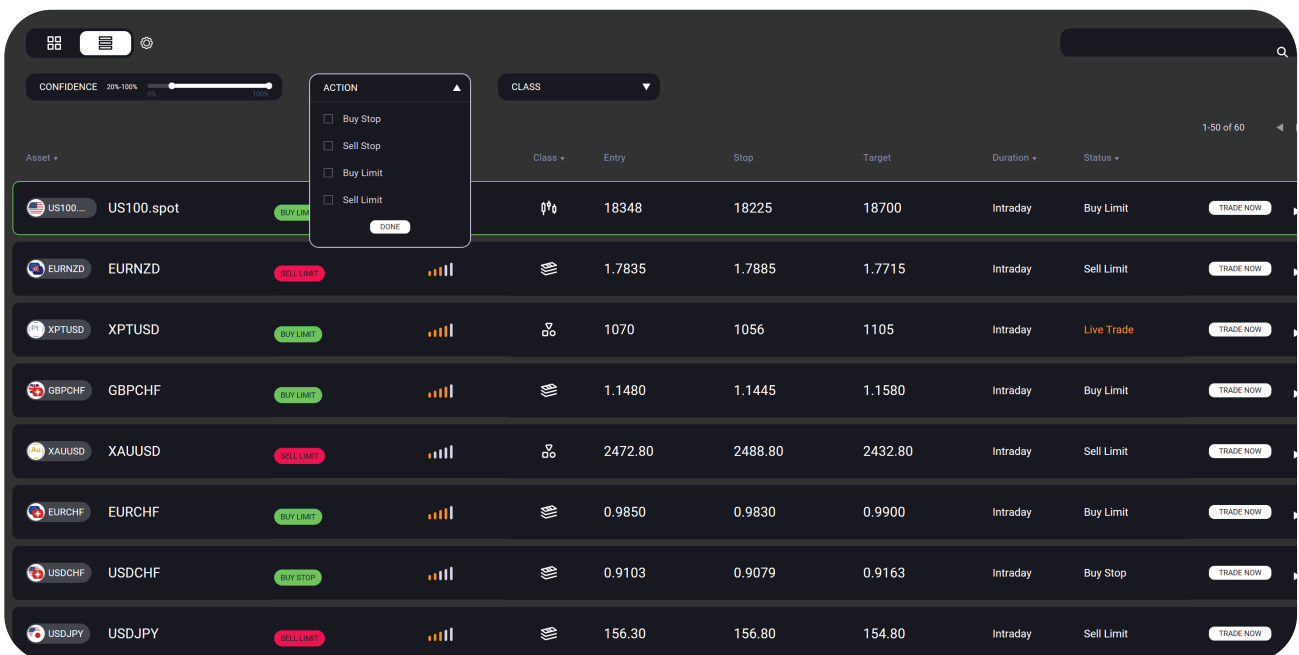 CONFIDENCE 20%-100% 0% 100%
ACTION
CLASS
Buy Stop
Sell Stop
Buy Limit
Sell Limit
DONE
1-50 of 60
Asset Class Entry Stop Target Duration Status
US100.... US100.spot BUY LIM 18348 18225 18700 Intraday Buy Limit TRADE NOW
EURNZD EURNZD SELL LIMIT 1.7835 1.7885 1.7715 Intraday Sell Limit TRADE NOW
Pt XPTUSD XPTUSD BUY LIMIT 1070 1056 1105 Intraday Live Trade TRADE NOW
GBPCHF GBPCHF BUY LIMIT 1.1480 1.1445 1.1580 Intraday Buy Limit TRADE NOW
Au XAUUSD XAUUSD SELL LIMIT 2472.80 2488.80 2432.80 Intraday Sell Limit TRADE NOW
EURCHF EURCHF BUY LIMIT 0.9850 0.9830 0.9900 Intraday Buy Limit TRADE NOW
USDCHF USDCHF BUY STOP 0.9103 0.9079 0.9163 Intraday Buy Stop TRADE NOW
USDJPY USDJPY SELL LIMIT 156.30 156.80 154.80 Intraday Sell Limit TRADE NOW